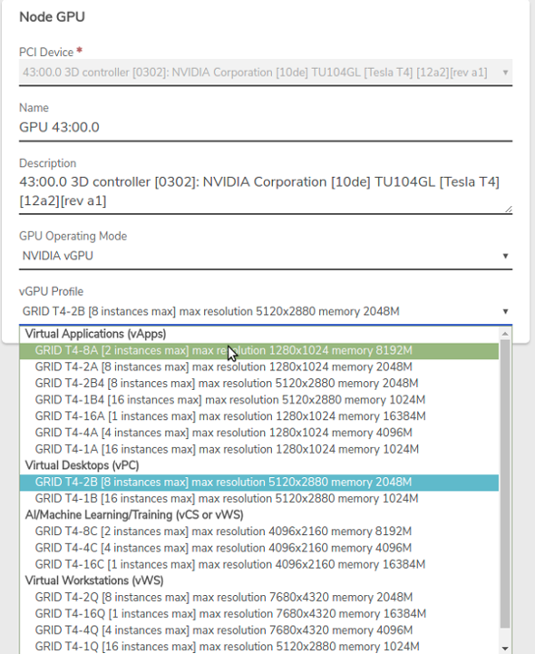 Node GPU
PCI Device *
43:00.0 3D controller [0302]: NVIDIA Corporation [10de] TU104GL [Tesla T4] [12a2][rev a1]
Name
GPU 43:00.0
Description
43:00.0 3D controller [0302]: NVIDIA Corporation [10de] TU104GL [Tesla T4]
[12a2][rev a1]
GPU Operating Mode
NVIDIA vGPU
vGPU Profile
GRID T4-2B [8 instances max] max resolution 5120x2880 memory 2048M
Virtual Applications (vApps)
GRID T4-8A [2 instances max] max resolution 1280x1024 memory 8192M
GRID T4-2A [8 instances max] max resolution 1280x1024 memory 2048M
GRID T4-2B4 [8 instances max] max resolution 5120x2880 memory 2048M
GRID T4-1B4 [16 instances max] max resolution 5120x2880 memory 1024M
GRID T4-16A [1 instances max] max resolution 1280x1024 memory 16384M
GRID T4-4A [4 instances max] max resolution 1280x1024 memory 4096M
GRID T4-1A [16 instances max] max resolution 1280x1024 memory 1024M
Virtual Desktops (vPC)
GRID T4-2B [8 instances max] max resolution 5120x2880 memory 2048M
GRID T4-1B [16 instances max] max resolution 5120x2880 memory 1024M
AI/Machine Learning/Training (vCS or vWS)
GRID T4-8C [2 instances max] max resolution 4096x2160 memory 8192M
GRID T4-4C [4 instances max] max resolution 4096x2160 memory 4096M
GRID T4-16C [1 instances max] max resolution 4096x2160 memory 16384M
Virtual Workstations (vWS)
GRID T4-2Q [8 instances max] max resolution 7680x4320 memory 2048M
GRID T4-16Q [1 instances max] max resolution 7680x4320 memory 16384M
GRID T4-4Q [4 instances max] max resolution 7680x4320 memory 4096M
GRID T4-1Q [16 instances max] max resolution 5120x2880 memory 1024M